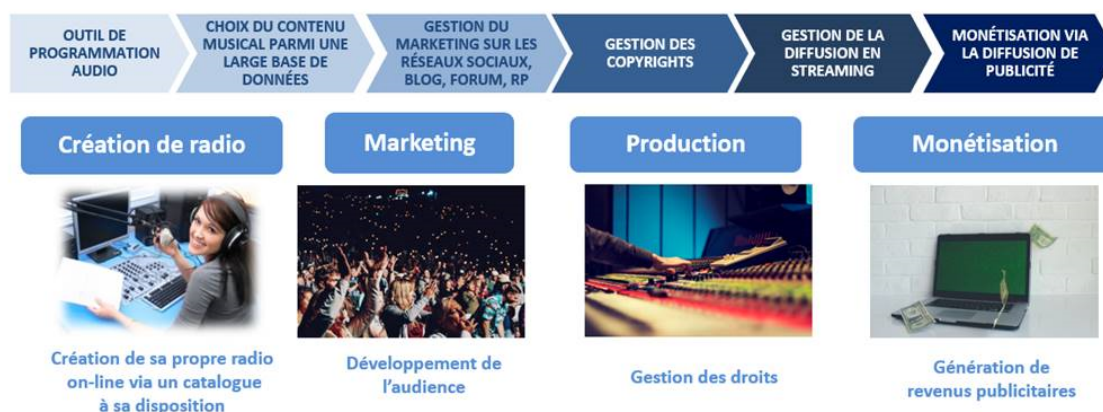 OUTIL DE
PROGRAMMATION
AUDIO
CHOIX DU CONTENU
MUSICAL PARMI UNE
LARGE BASE DE
DONNÉES
GESTION DU
MARKETING SUR LES
RÉSEAUX SOCIAUX,
BLOG, FORUM, RP
GESTION DES
COPYRIGHTS
GESTION DE LA
DIFFUSION EN
STREAMING
MONÉTISATION VIA
LA DIFFUSION DE
PUBLICITÉ
Création de radio
Marketing
Production
Monétisation
Création de sa propre radio
on-line via un catalogue
à sa disposition
Développement de
l'audience
Gestion des droits
Génération de
revenus publicitaires